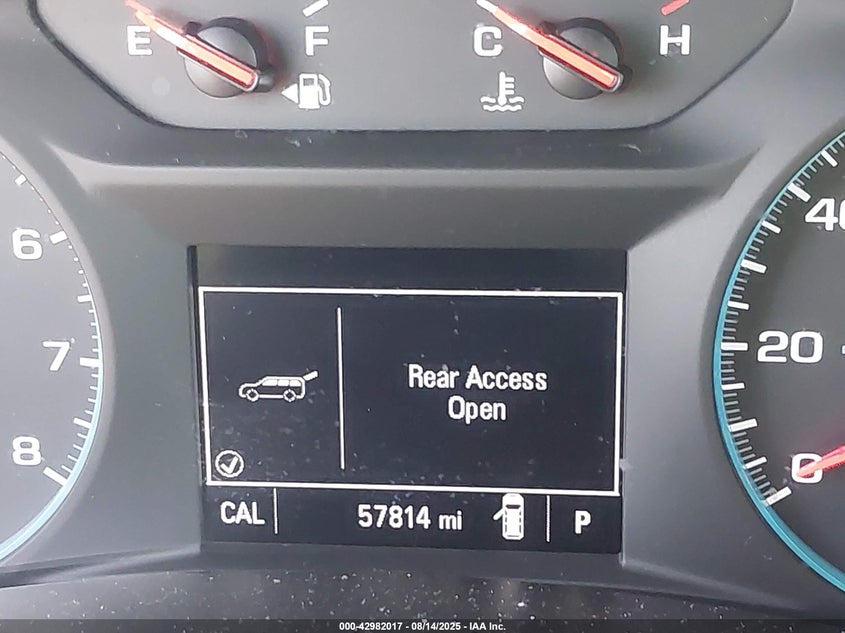 E F C H
6
7
8
40
20
0
Rear Access
Open
CAL 57814 mi P
000-42982017 - 08/14/2025 - IAA Inc.